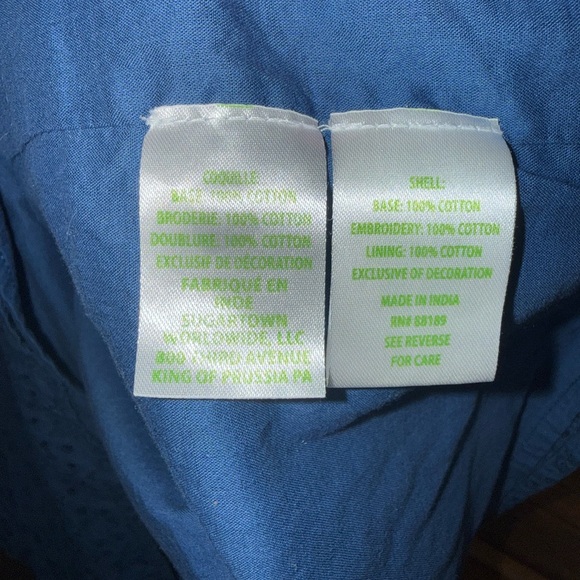 COQUILLE:
BASE: 100% COTTON
BRODERIE: 100% COTTON
DOUBLURE: 100% COTTON
EXCLUSIF DE DECORATION
FABRIQUÉ EN
INDE
SUGARTOWN
WORLDWIDE, LLC
800 THIRD AVENUE
KING OF PRUSSIA PA
SHELL:
BASE: 100% COTTON
EMBROIDERY: 100% COTTON
LINING: 100% COTTON
EXCLUSIVE OF DECORATION
MADE IN INDIA
RN# 88189
SEE REVERSE
FOR CARE